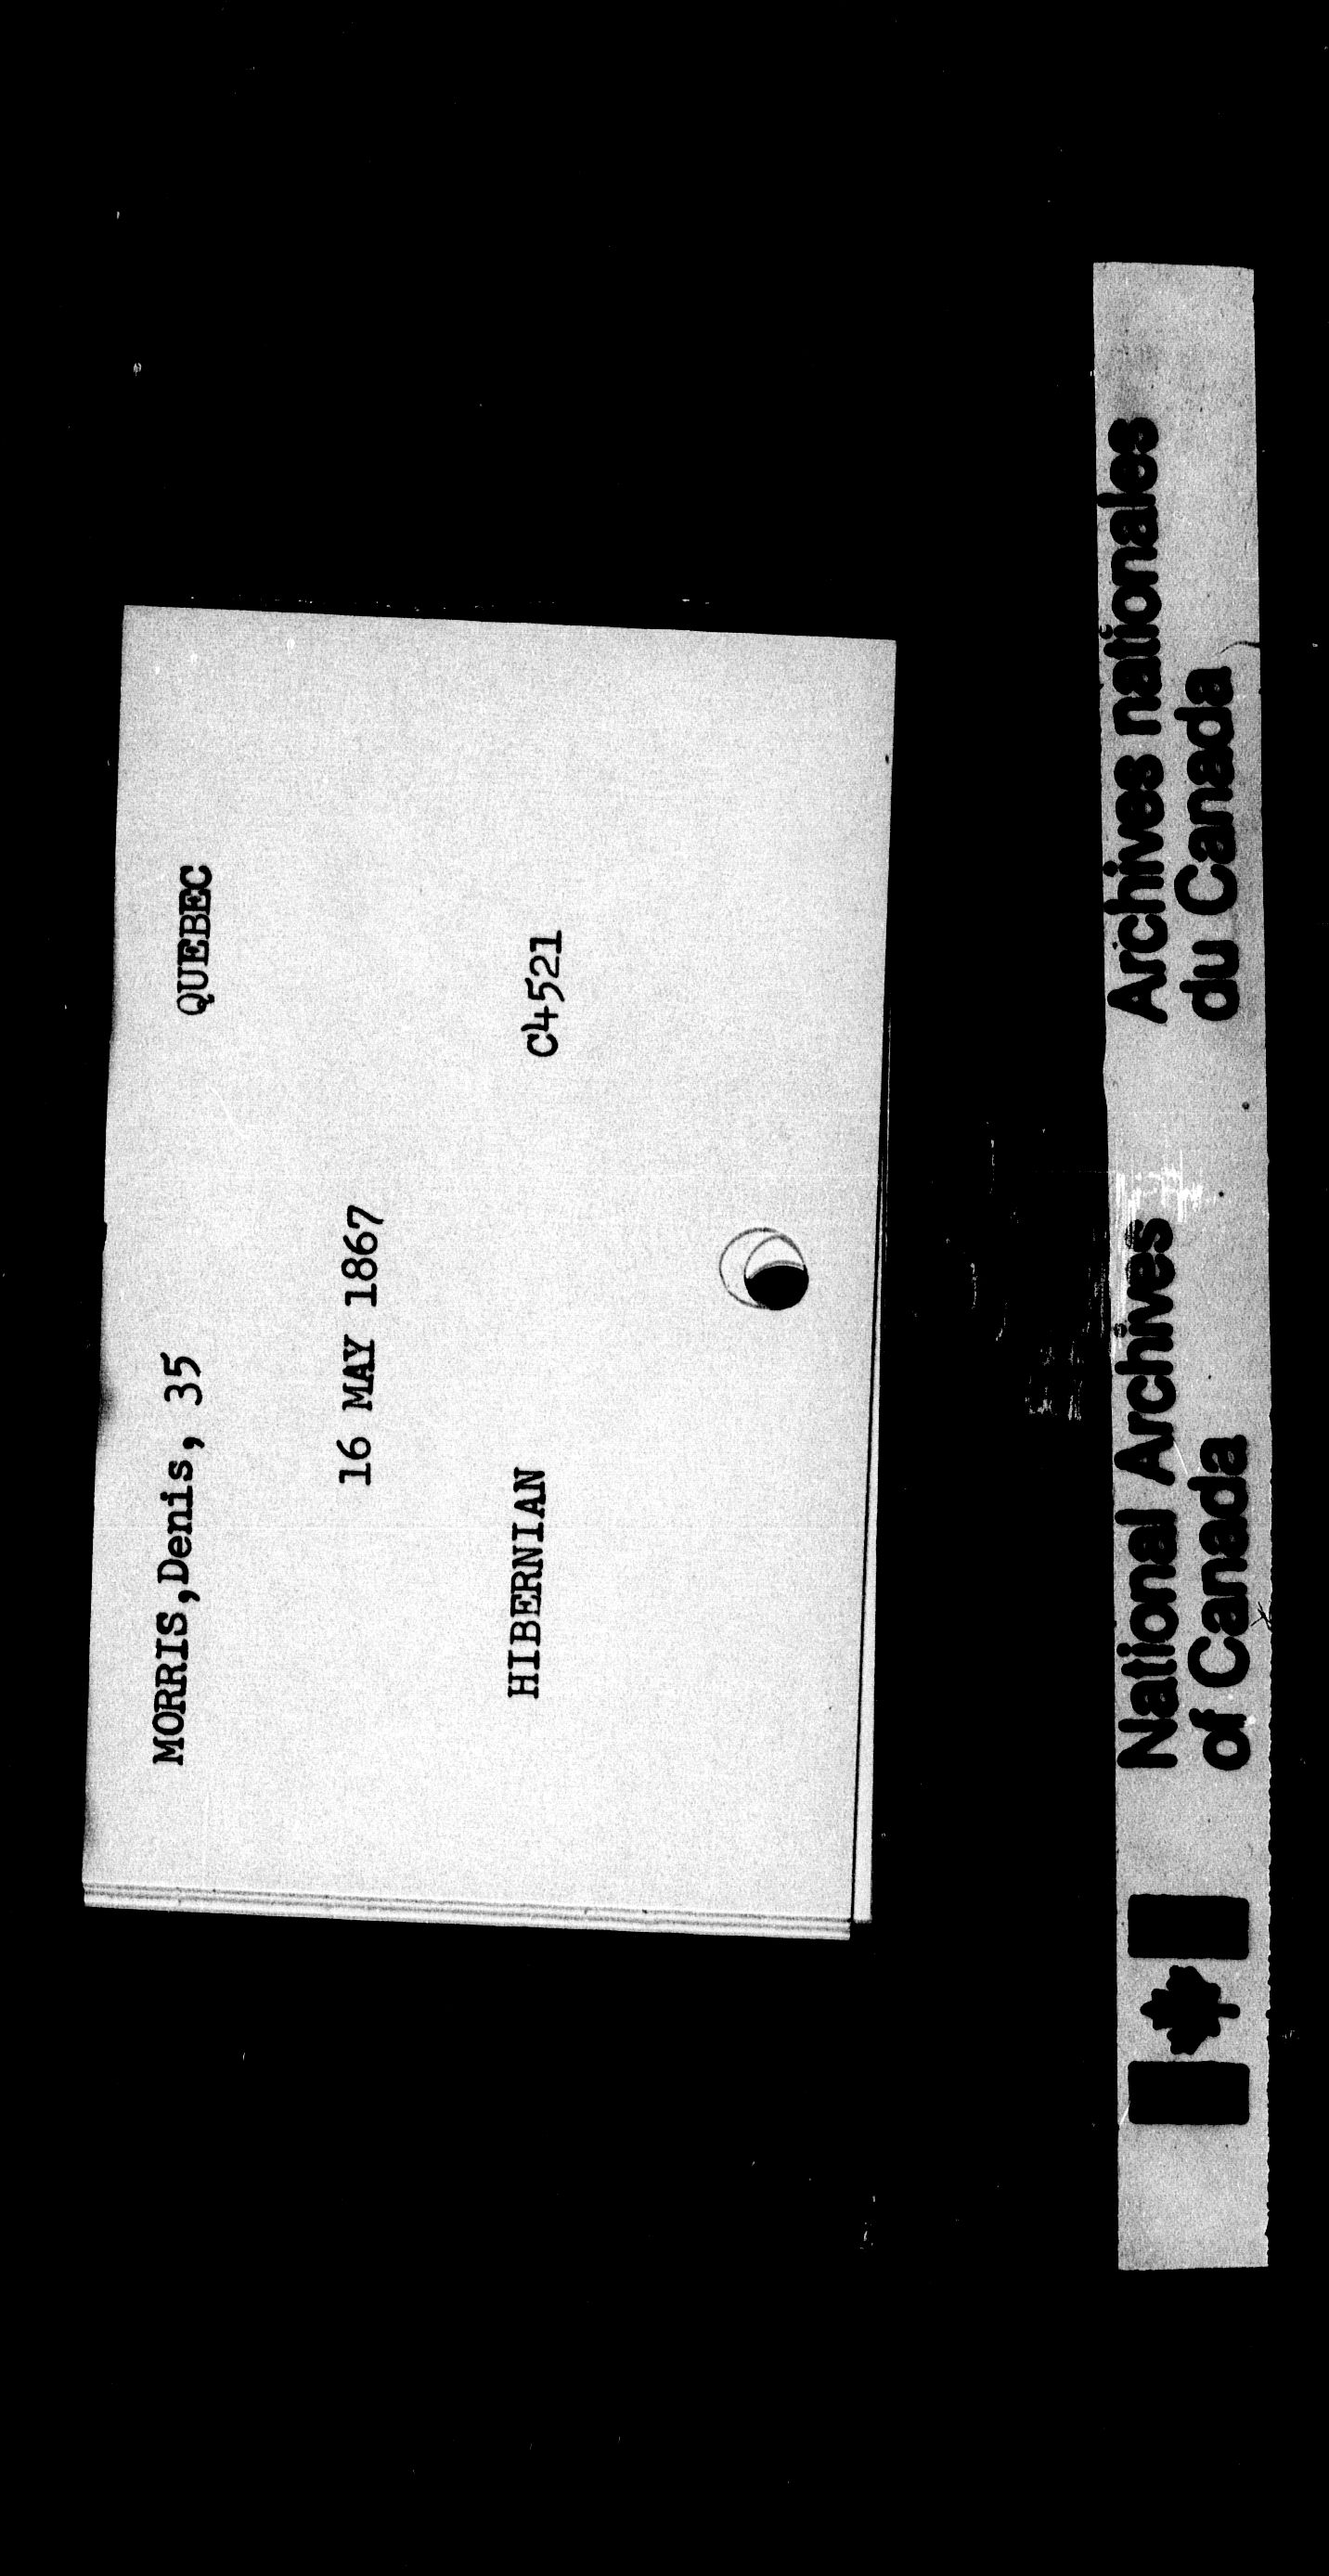 MORRIS,Denis, 35 QUEBEC
16 MAY 1867
HIBERNIAN C4521
National Archives
of Canada
Archives nationales
du Canada